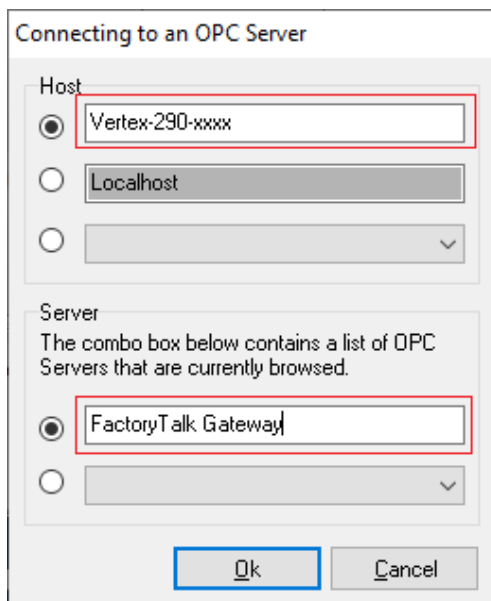 Connecting to an OPC Server
Host
Vertex-290-xxxx
Localhost
Server
The combo box below contains a list of OPC
Servers that are currently browsed.
FactoryTalk Gateway
Ok
Cancel